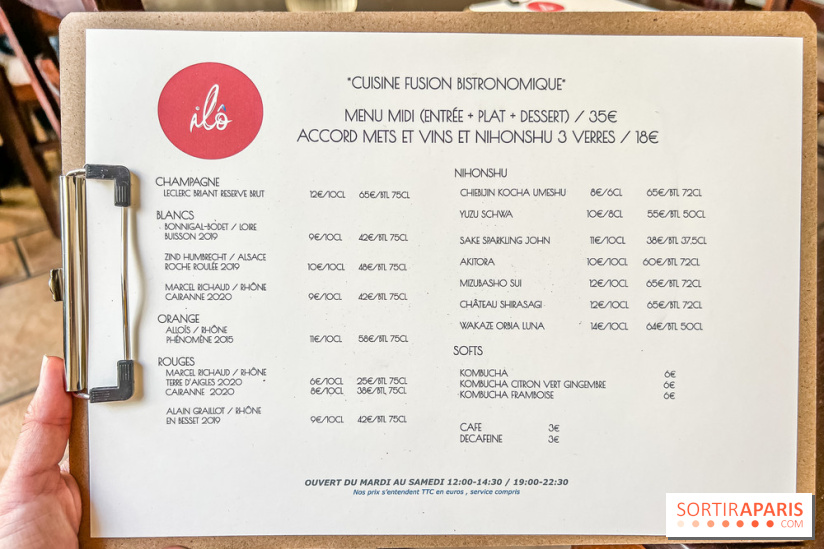 ilô
"CUISINE FUSION BISTRONOMIQUE"
MENU MIDI (ENTRÉE + PLAT + DESSERT) / 35€
ACCORD METS ET VINS ET NIHONSHU 3 VERRES / 18€
CHAMPAGNE
LECLERC BRIANT RESERVE BRUT 12€/10CL 65€/BTL 75CL
BLANCS
BONNIGAL-BODET / LOIRE
BUISSON 2019 9€/10CL 42€/BTL 75CL
ZIND HUMBRECHT / ALSACE
ROCHE ROULÉE 2019 10€/10CL 48€/BTL 75CL
MARCEL RICHAUD / RHÔNE
CAIRANNE 2020 9€/10CL 42€/BTL 75CL
ORANGE
ALLOÏS / RHÔNE
PHÉNOMÈNE 2015 11€/10CL 58€/BTL 75CL
ROUGES
MARCEL RICHAUD / RHÔNE
TERRE D'AIGLES 2020 6€/10CL 25€/BTL 75CL
CAIRANNE 2020 8€/10CL 38€/BTL 75CL
ALAIN GRAILLOT / RHÔNE
EN BESSET 2019 9€/10CL 42€/BTL 75CL
NIHONSHU
CHIEBIJIN KOCHA UMESHU 8€/6CL 65€/BTL 72CL
YUZU SCHWA 10€/8CL 55€/BTL 50CL
SAKE SPARKLING JOHN 11€/10CL 38€/BTL 37.5CL
AKITORA 10€/10CL 60€/BTL 72CL
MIZUBASHO SUI 12€/10CL 65€/BTL 72CL
CHÂTEAU SHIRASAGI 12€/10CL 65€/BTL 72CL
WAKAZE ORBIA LUNA 14€/10CL 64€/BTL 50CL
SOFTS
KOMBUCHA 6€
KOMBUCHA CITRON VERT GINGEMBRE 6€
KOMBUCHA FRAMBOISE 6€
CAFE 3€
DECAFEINE 3€
OUVERT DU MARDI AU SAMEDI 12:00-14:30 / 19:00-22:30
Nos prix s'entendent TTC en euros , service compris
SORTIRAPARIS
.COM